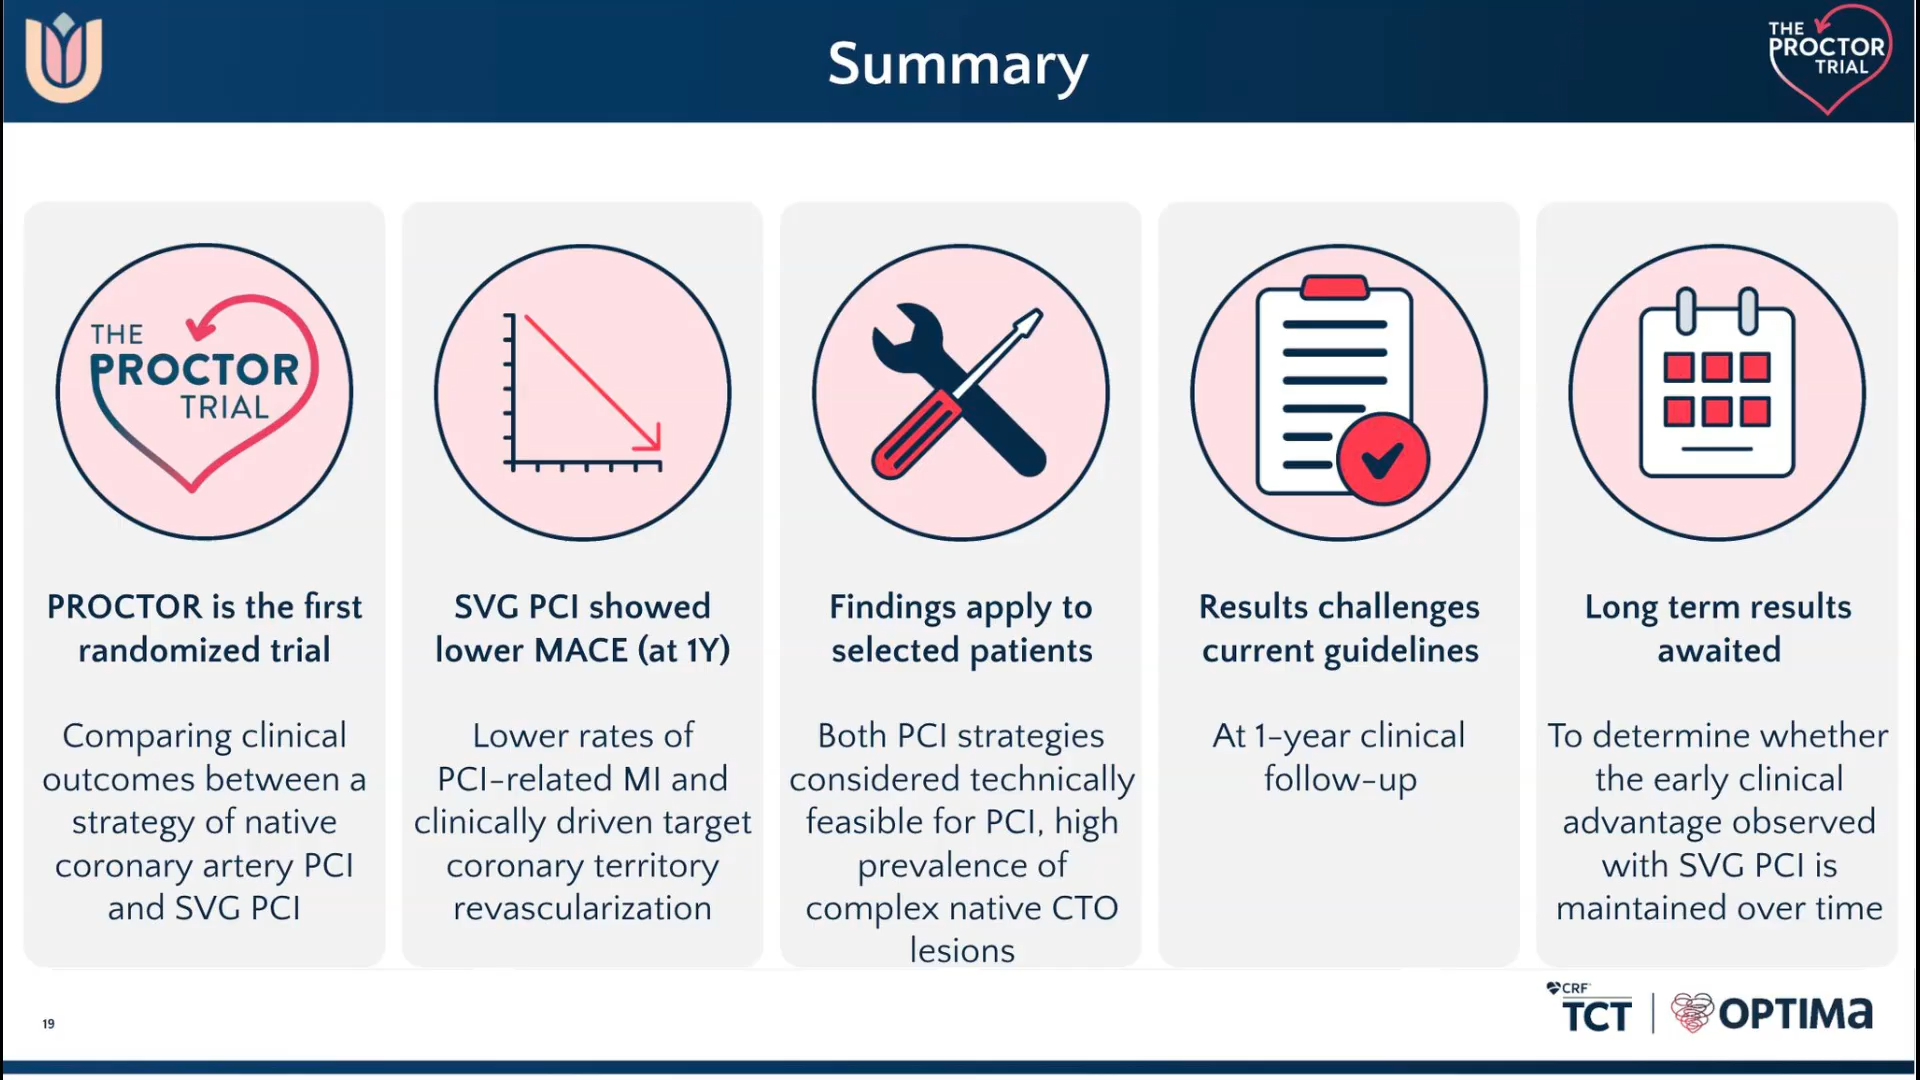 Summary
THE
PROCTOR
TRIAL
THE
PROCTOR
TRIAL
PROCTOR is the first
randomized trial
Comparing clinical
outcomes between a
strategy of native
coronary artery PCI
and SVG PCI
SVG PCI showed
lower MACE (at 1Y)
Lower rates of
PCI-related MI and
clinically driven target
coronary territory
revascularization
Findings apply to
selected patients
Both PCI strategies
considered technically
feasible for PCI, high
prevalence of
complex native CTO
lesions
Results challenges
current guidelines
At 1-year clinical
follow-up
Long term results
awaited
To determine whether
the early clinical
advantage observed
with SVG PCI is
maintained over time
19
CRF
TCT
OPTIMa